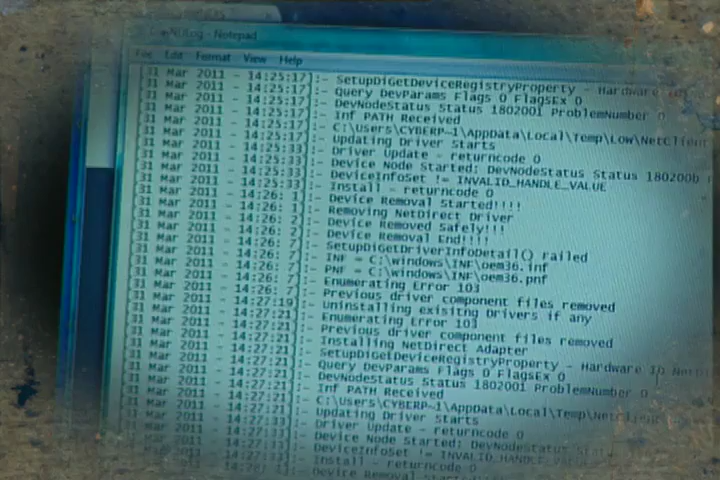 Notepad
File Edit Format View Help
[31 Mar 2011 - 14:25:17]:- SetupDiGetDeviceRegistryProperty - Hardware
[31 Mar 2011 - 14:25:17]:- Query DevParams Flags 0 FlagsEx 0
[31 Mar 2011 - 14:25:17]:- DevNodeStatus Status 1802001 ProblemNumber 0
[31 Mar 2011 - 14:25:17]:- Inf PATH Received
[31 Mar 2011 - 14:25:17]:- C:\Users\CYBERP~1\AppData\Local\Temp\Low\NetClient
[31 Mar 2011 - 14:25:17]:- Updating Driver Starts
[31 Mar 2011 - 14:25:33]:- Driver Update - returncode 0
[31 Mar 2011 - 14:25:33]:- Device Node Started: DevNodeStatus Status 180200b
[31 Mar 2011 - 14:25:33]:- DeviceInfoSet != INVALID_HANDLE_VALUE
[31 Mar 2011 - 14:25:33]:- Install - returncode 0
[31 Mar 2011 - 14:26: 1]:- Device Removal Started!!!!
[31 Mar 2011 - 14:26: 1]:- Removing NetDirect Driver
[31 Mar 2011 - 14:26: 2]:- Device Removed Safely!!!
[31 Mar 2011 - 14:26: 2]:- Device Removal End!!!!
[31 Mar 2011 - 14:26: 7]:- SetupDiGetDriverInfoDetail() Failed
[31 Mar 2011 - 14:26: 7]:- INF = C:\windows\INF\oem36.inf
[31 Mar 2011 - 14:26: 7]:- PNF = C:\windows\INF\oem36.pnf
[31 Mar 2011 - 14:26: 7]:- Enumerating Error 103
[31 Mar 2011 - 14:26: 7]:- Previous driver component files removed
[31 Mar 2011 - 14:27:19]:- Uninstalling exisitng Drivers if any
[31 Mar 2011 - 14:27:21]:- Enumerating Error 103
[31 Mar 2011 - 14:27:21]:- Previous driver component files removed
[31 Mar 2011 - 14:27:21]:- Installing NetDirect Adapter
[31 Mar 2011 - 14:27:21]:- SetupDiGetDeviceRegistryProperty - Hardware ID
[31 Mar 2011 - 14:27:21]:- Query DevParams Flags 0 FlagsEx 0
[31 Mar 2011 - 14:27:21]:- DevNodeStatus Status 1802001 ProblemNumber 0
[31 Mar 2011 - 14:27:21]:- Inf PATH Received
[31 Mar 2011 - 14:27:21]:- C:\Users\CYBERP~1\AppData\Local\Temp\NetClient
[31 Mar 2011 - 14:27:21]:- Updating Driver Starts
[31 Mar 2011 - 14:27:33]:- Driver Update - returncode 0
[31 Mar 2011 - 14:27:33]:- Device Node Started: DevNodeStatus
[31 Mar 2011 - 14:27:33]:- DeviceInfoSet != INVALID_HANDLE
[31 Mar 2011 - 14:27:33]:- Install - returncode 0
Device Removal